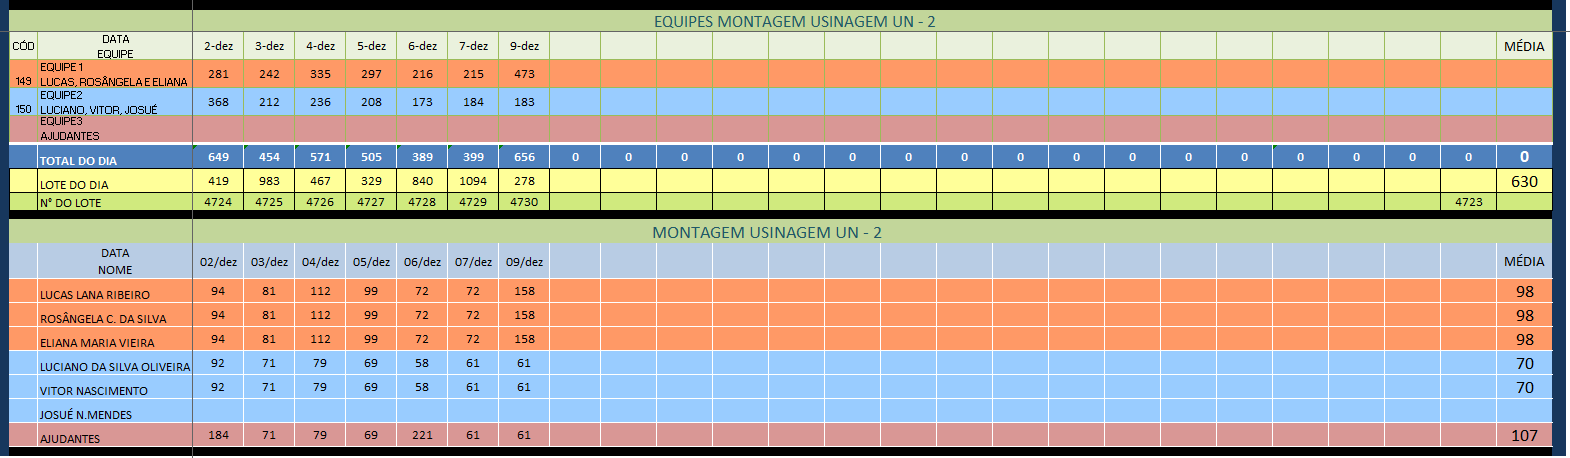 EQUIPES MONTAGEM USINAGEM UN - 2
CÓD DATA EQUIPE 2-dez 3-dez 4-dez 5-dez 6-dez 7-dez 9-dez MÉDIA
149 EQUIPE 1 LUCAS, ROSÂNGELA E ELIANA 281 242 335 297 216 215 473
150 EQUIPE2 LUCIANO, VITOR, JOSUÉ 368 212 236 208 173 184 183
EQUIPE3 AJUDANTES
TOTAL DO DIA 649 454 571 505 389 399 656 0 0 0 0 0 0 0 0 0 0 0 0 0 0 0 0 0 0
LOTE DO DIA 419 983 467 329 840 1094 278 630
N° DO LOTE 4724 4725 4726 4727 4728 4729 4730 4723
MONTAGEM USINAGEM UN - 2
DATA NOME 02/dez 03/dez 04/dez 05/dez 06/dez 07/dez 09/dez MÉDIA
LUCAS LANA RIBEIRO 94 81 112 99 72 72 158 98
ROSÂNGELA C. DA SILVA 94 81 112 99 72 72 158 98
ELIANA MARIA VIEIRA 94 81 112 99 72 72 158 98
LUCIANO DA SILVA OLIVEIRA 92 71 79 69 58 61 61 70
VITOR NASCIMENTO 92 71 79 69 58 61 61 70
JOSUÉ N.MENDES
AJUDANTES 184 71 79 69 221 61 61 107